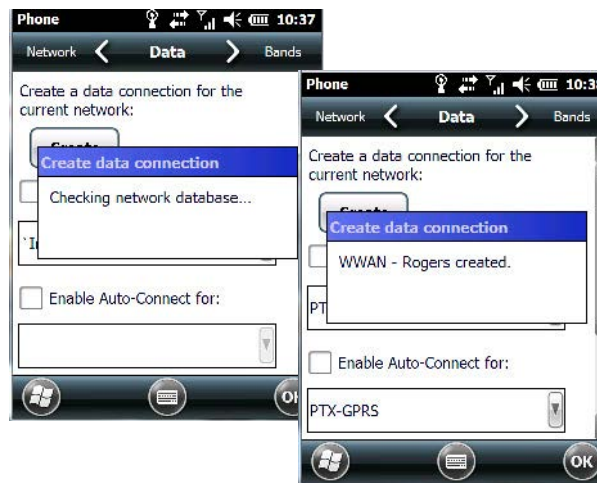 Phone 10:37
Network Data Bands
Create a data connection for the
current network:
Create
Create data connection
Checking network database...
Enable Auto-Connect for:
Phone
Network Data Bands
Create a data connection for the
current network:
Create
Create data connection
WWAN - Rogers created.
Enable Auto-Connect for:
PTX-GPRS
OK